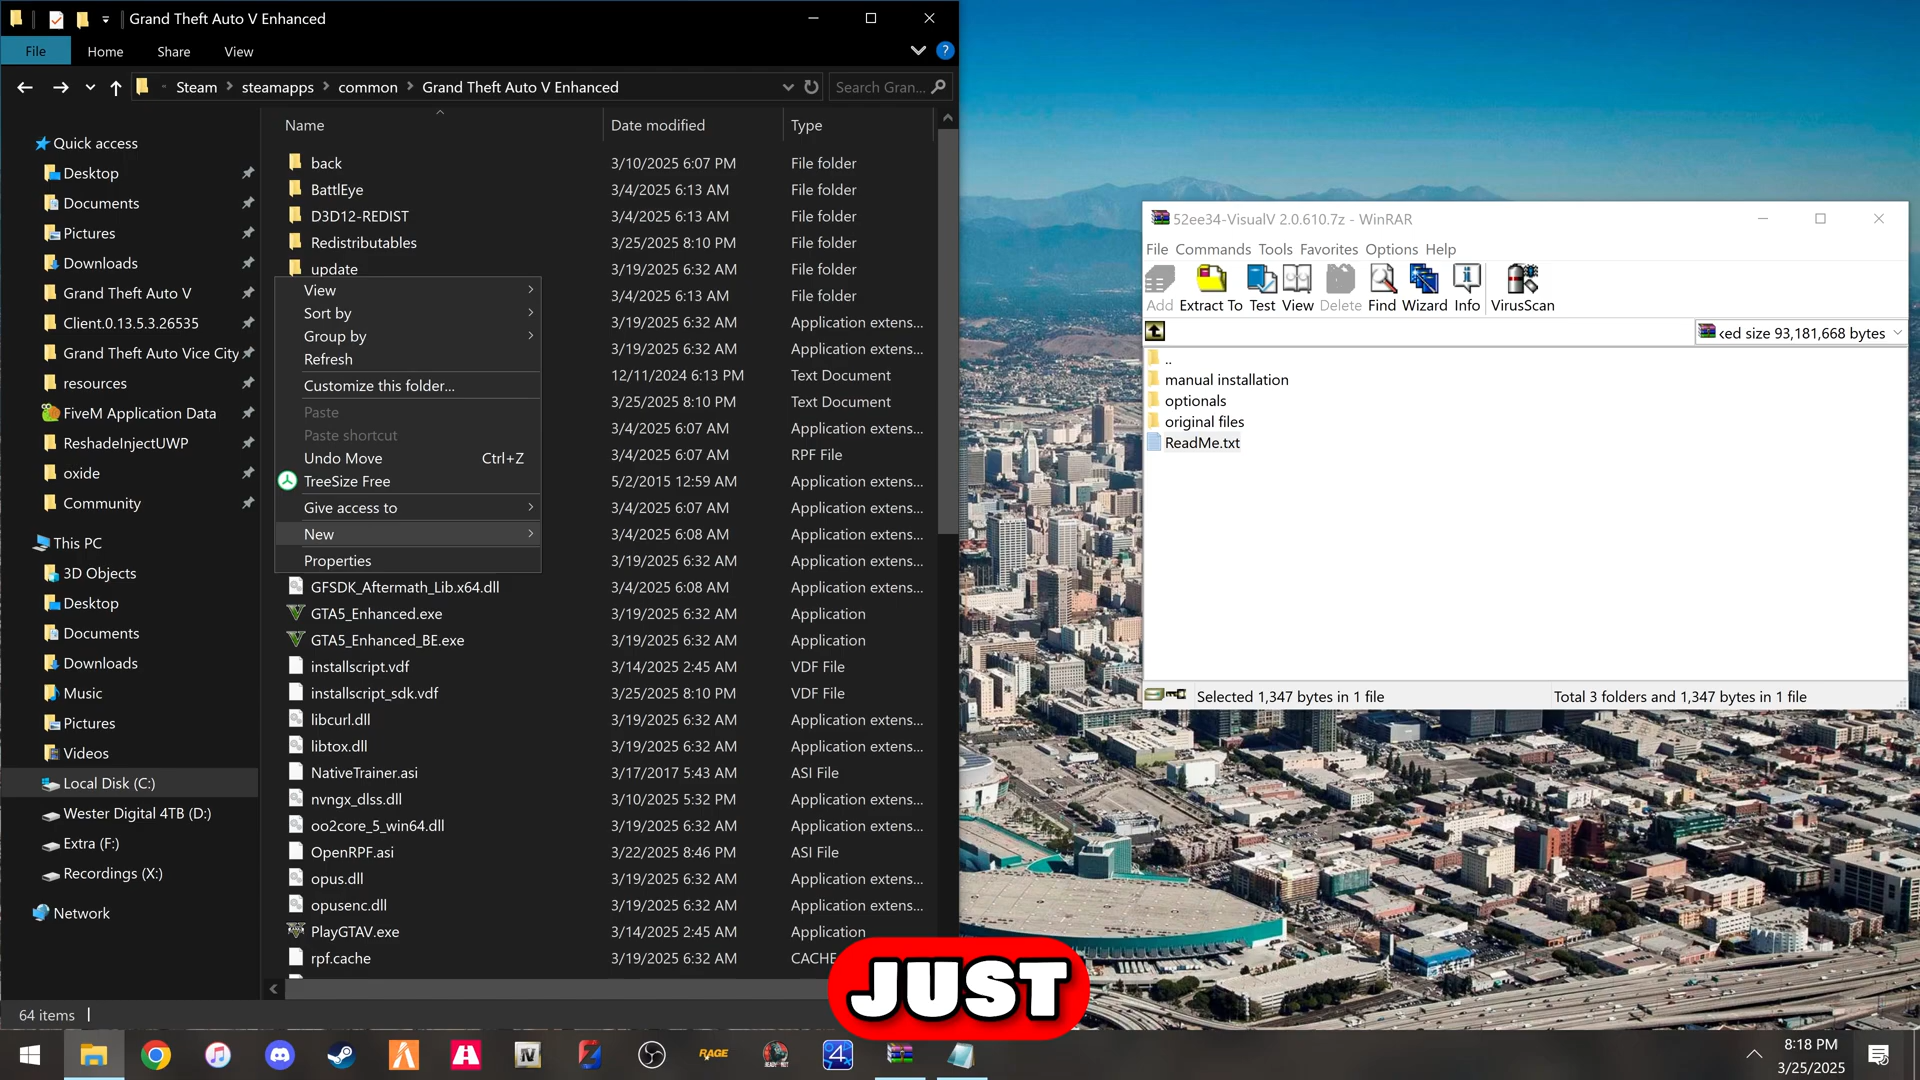 Grand Theft Auto V Enhanced
File Home Share View
Steam steamapps common Grand Theft Auto V Enhanced
Search Gran...
Name Date modified Type
Quick access
Desktop
Documents
Pictures
Downloads
Grand Theft Auto V
Client.0.13.5.3.26535
Grand Theft Auto Vice City
resources
FiveM Application Data
ReshadeInjectUWP
oxide
Community
This PC
3D Objects
Desktop
Documents
Downloads
Music
Pictures
Videos
Local Disk (C:)
Wester Digital 4TB (D:)
Extra (F:)
Recordings (X:)
Network
back 3/10/2025 6:07 PM File folder
BattlEye 3/4/2025 6:13 AM File folder
D3D12-REDIST 3/4/2025 6:13 AM File folder
Redistributables 3/25/2025 8:10 PM File folder
update 3/19/2025 6:32 AM File folder
3/4/2025 6:13 AM File folder
3/19/2025 6:32 AM Application extens...
3/19/2025 6:32 AM Application extens...
12/11/2024 6:13 PM Text Document
3/25/2025 8:10 PM Text Document
3/4/2025 6:07 AM Application extens...
3/4/2025 6:07 AM RPF File
5/2/2015 12:59 AM Application extens...
3/4/2025 6:07 AM Application extens...
3/4/2025 6:08 AM Application extens...
3/19/2025 6:32 AM Application extens...
GFSDK_Aftermath_Lib.x64.dll 3/4/2025 6:08 AM Application extens...
GTA5_Enhanced.exe 3/19/2025 6:32 AM Application
GTA5_Enhanced_BE.exe 3/19/2025 6:32 AM Application
installscript.vdf 3/14/2025 2:45 AM VDF File
installscript_sdk.vdf 3/25/2025 8:10 PM VDF File
libcurl.dll 3/19/2025 6:32 AM Application extens...
libtox.dll 3/19/2025 6:32 AM Application extens...
NativeTrainer.asi 3/17/2017 5:43 AM ASI File
nvngx_dlss.dll 3/10/2025 5:32 PM Application extens...
oo2core_5_win64.dll 3/19/2025 6:32 AM Application extens...
OpenRPF.asi 3/22/2025 8:46 PM ASI File
opus.dll 3/19/2025 6:32 AM Application extens...
opusenc.dll 3/19/2025 6:32 AM Application extens...
PlayGTAV.exe 3/14/2025 2:45 AM Application
rpf.cache 3/19/2025 6:32 AM CACHE
View
Sort by
Group by
Refresh
Customize this folder...
Paste
Paste shortcut
Undo Move Ctrl+Z
TreeSize Free
Give access to
New
Properties
64 items
52ee34-VisualV 2.0.610.7z - WinRAR
File Commands Tools Favorites Options Help
Add Extract To Test View Delete Find Wizard Info VirusScan
ked size 93,181,668 bytes
..
manual installation
optionals
original files
ReadMe.txt
Selected 1,347 bytes in 1 file Total 3 folders and 1,347 bytes in 1 file
JUST
IV
RAGE
4
8:18 PM
3/25/2025